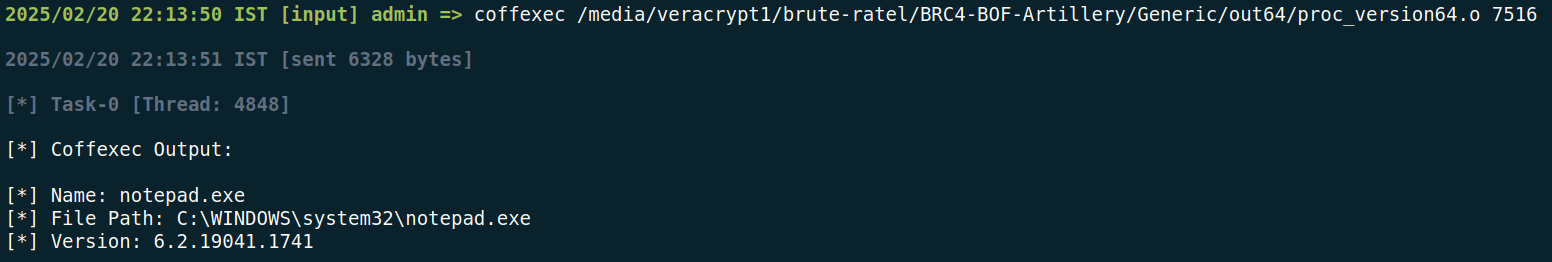 2025/02/20 22:13:50 IST [input] admin => coffexec /media/veracrypt1/brute-ratel/BRC4-BOF-Artillery/Generic/out64/proc_version64.o 7516
2025/02/20 22:13:51 IST [sent 6328 bytes]
[*] Task-0 [Thread: 4848]
[*] Coffexec Output:
[*] Name: notepad.exe
[*] File Path: C:\WINDOWS\system32\notepad.exe
[*] Version: 6.2.19041.1741